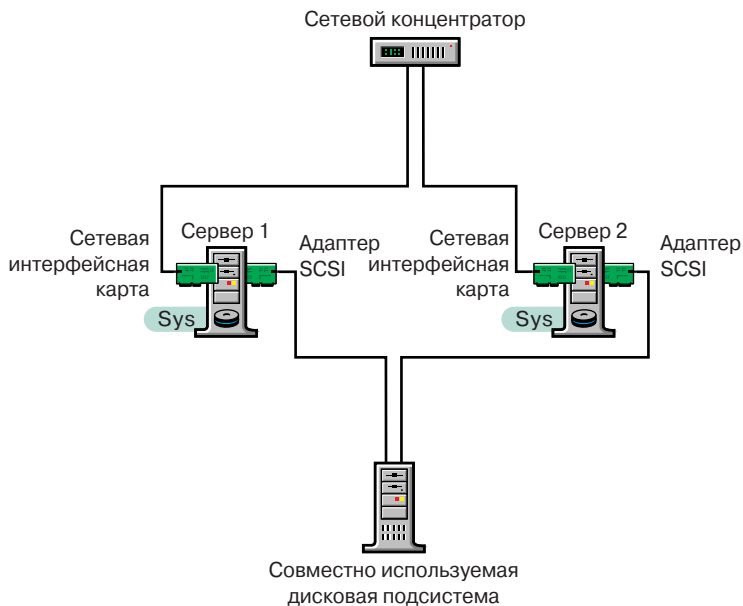 Сетевой концентратор
Сетевая
интерфейсная
карта
Сервер 1
Адаптер
SCSI
Sys
Сетевая
интерфейсная
карта
Сервер 2
Адаптер
SCSI
Sys
Совместно используемая
дисковая подсистема